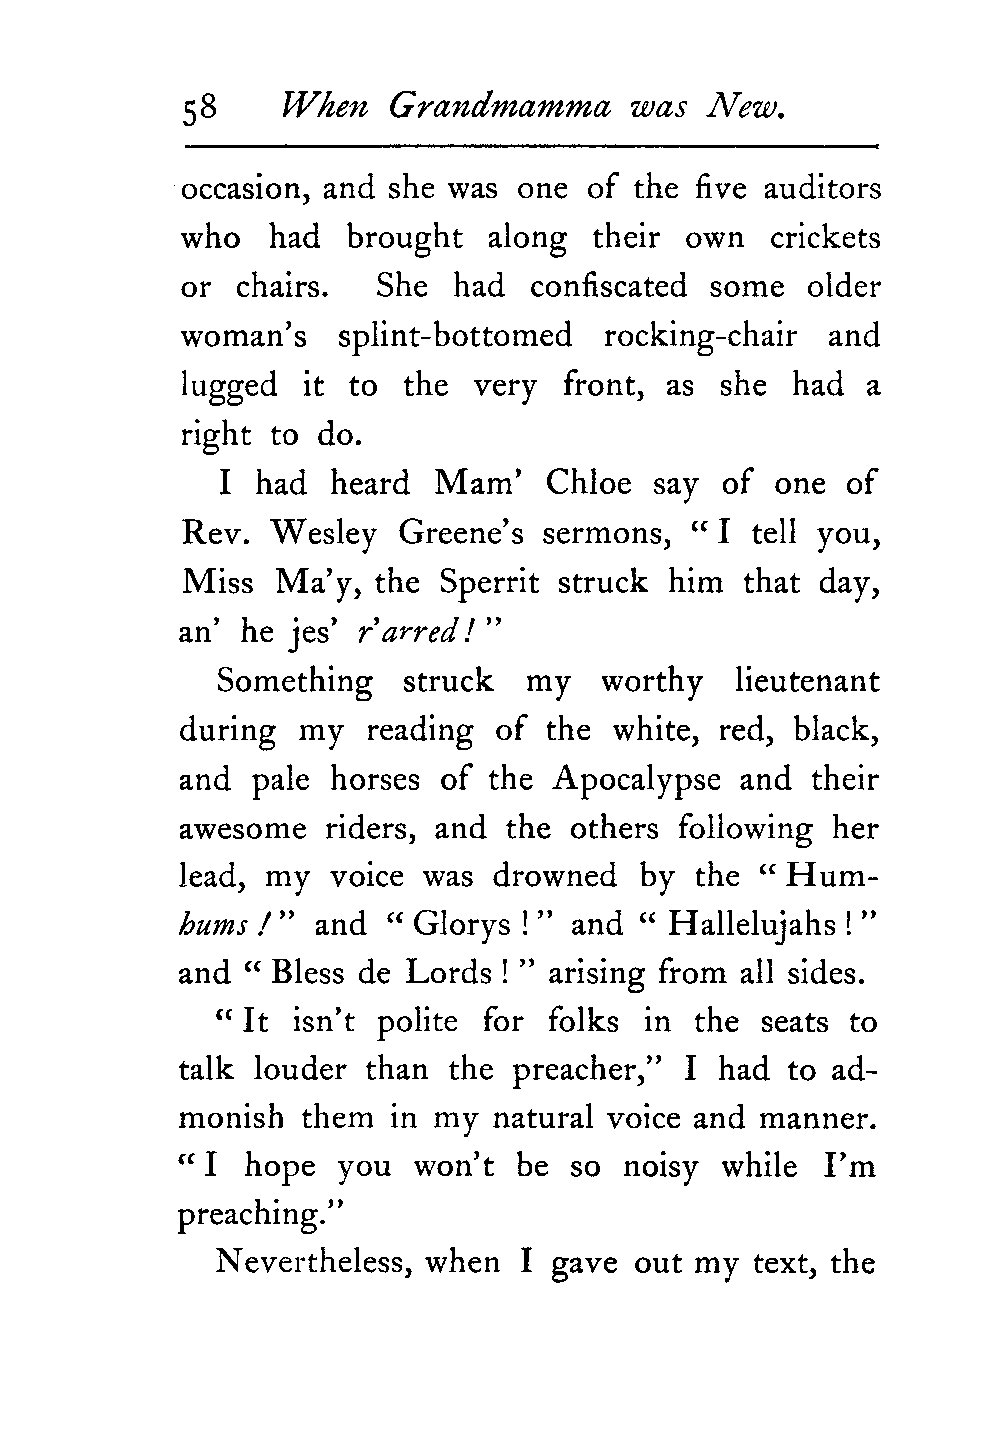 58 When Grandmamma was New.
occasion, and she was one of the five auditors
who had brought along their own crickets
or chairs. She had confiscated some older
woman's splint-bottomed rocking-chair and
lugged it to the very front, as she had a
right to do.
I had heard Mam' Chloe say of one of
Rev. Wesley Greene's sermons, “I tell you,
Miss Ma'y, the Sperrit struck him that day,
an' he jes' r'arred!”
Something struck my worthy lieutenant
during my reading of the white, red, black,
and pale horses of the Apocalypse and their
awesome riders, and the others following her
lead, my voice was drowned by the “Hum-
hums!” and “Glorys!” and “Hallelujahs!”
and “Bless de Lords!” arising from all sides.
“It isn't polite for folks in the seats to
talk louder than the preacher,” I had to ad-
monish them in my natural voice and manner.
“I hope you won't be so noisy while I'm
preaching.”
Nevertheless, when I gave out my text, the